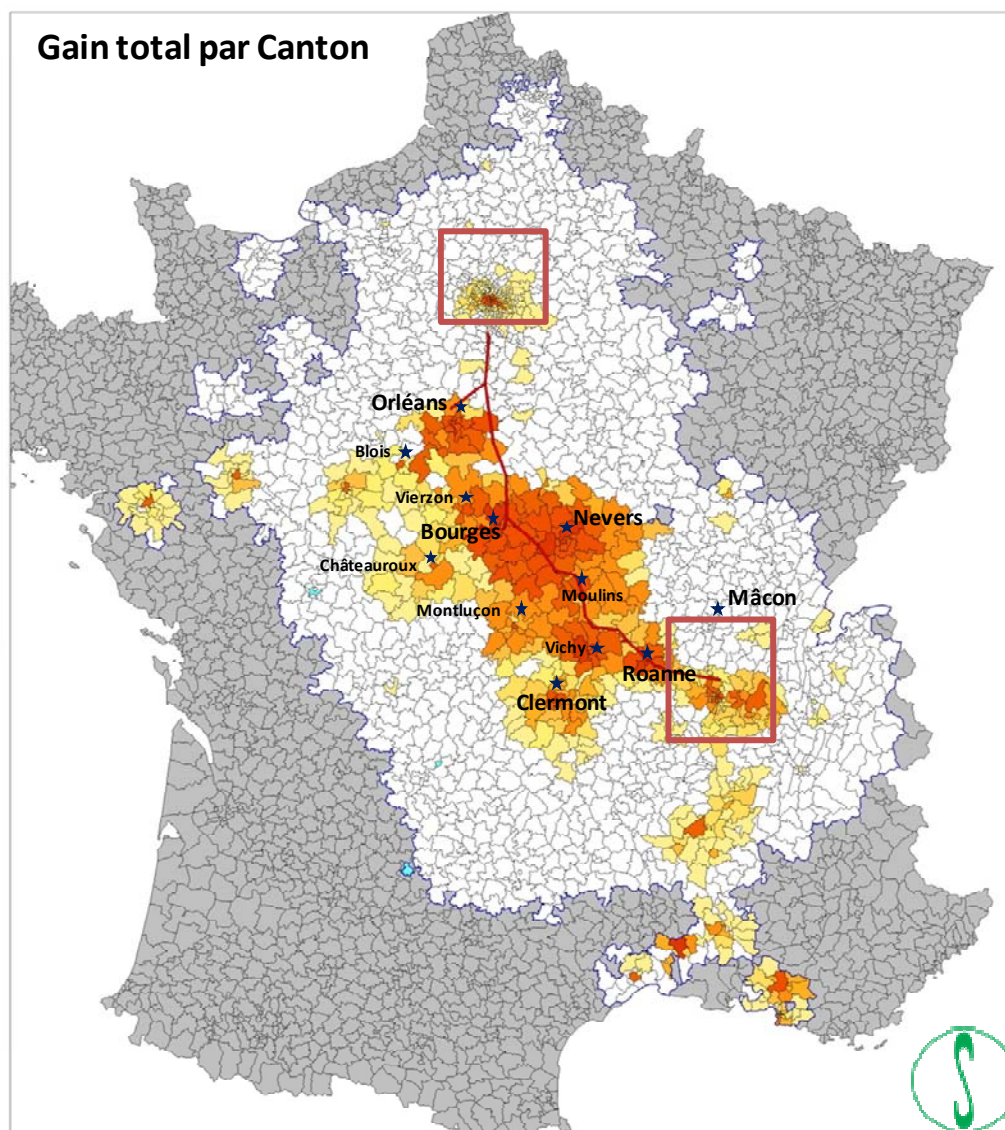 Gain total par Canton
Orléans
Blois
Vierzon
Nevers
Bourges
Châteauroux
Moulins
Mâcon
Montluçon
Vichy
Roanne
Clermont
S